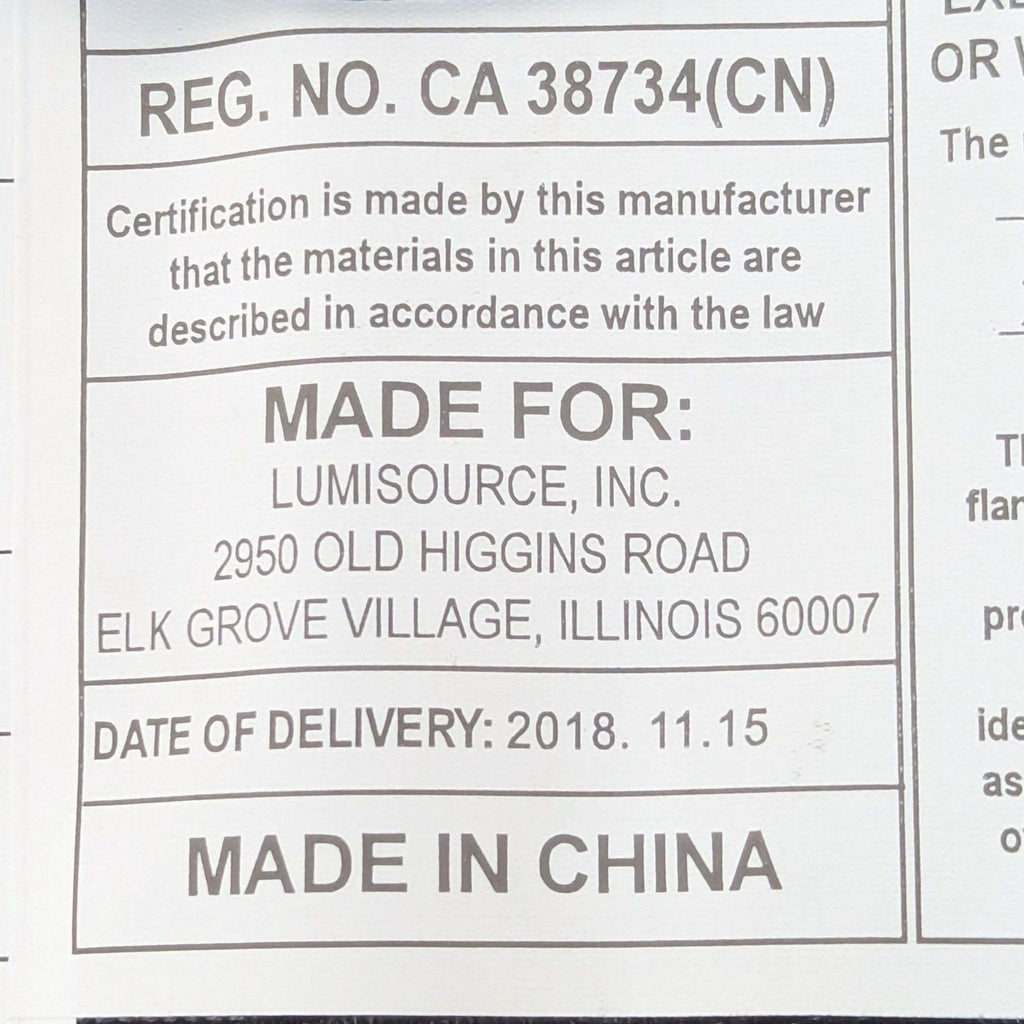 REG. NO. CA 38734(CN)
Certification is made by this manufacturer
that the materials in this article are
described in accordance with the law
MADE FOR:
LUMISOURCE, INC.
2950 OLD HIGGINS ROAD
ELK GROVE VILLAGE, ILLINOIS 60007
DATE OF DELIVERY: 2018. 11.15
MADE IN CHINA
OR
The
as